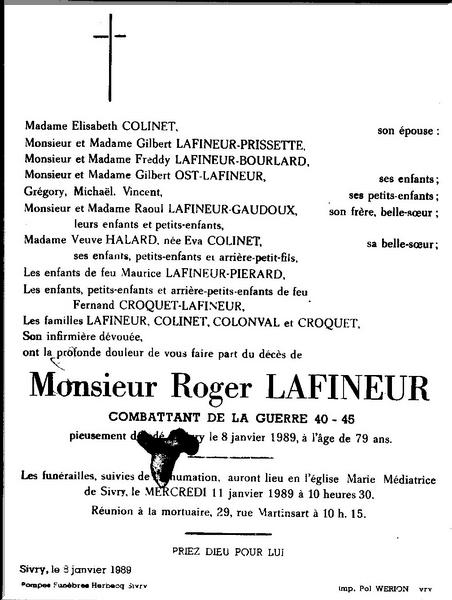 Madame Elisabeth COLINET, son épouse :
Monsieur et Madame Gilbert LAFINEUR-PRISSETTE,
Monsieur et Madame Freddy LAFINEUR-BOURLARD,
Monsieur et Madame Gilbert OST-LAFINEUR, ses enfants ;
Grégory, Michaël, Vincent, ses petits-enfants ;
Monsieur et Madame Raoul LAFINEUR-GAUDOUX, son frère, belle-sœur ;
leurs enfants et petits-enfants,
Madame Veuve HALARD, née Eva COLINET, sa belle-sœur ;
ses enfants, petits-enfants et arrière-petit-fils,
Les enfants de feu Maurice LAFINEUR-PIERARD,
Les enfants, petits-enfants et arrière-petits-enfants de feu
Fernand CROQUET-LAFINEUR,
Les familles LAFINEUR, COLINET, COLONVAL et CROQUET,
Son infirmière dévouée,
ont la profonde douleur de vous faire part du décès de
Monsieur Roger LAFINEUR
COMBATTANT DE LA GUERRE 40 - 45
pieusement le 8 janvier 1989, à l'âge de 79 ans.
Les funérailles, suivies de auront lieu en l'église Marie Médiatrice
de Sivry, le MERCREDI 11 janvier 1989 à 10 heures 30.
Réunion à la mortuaire, 29, rue Martinsart à 10 h. 15.
PRIEZ DIEU POUR LUI
Sivry, le 8 janvier 1989
Pompes Funèbres Herbecq Sivry imp. Pol WERION vrv